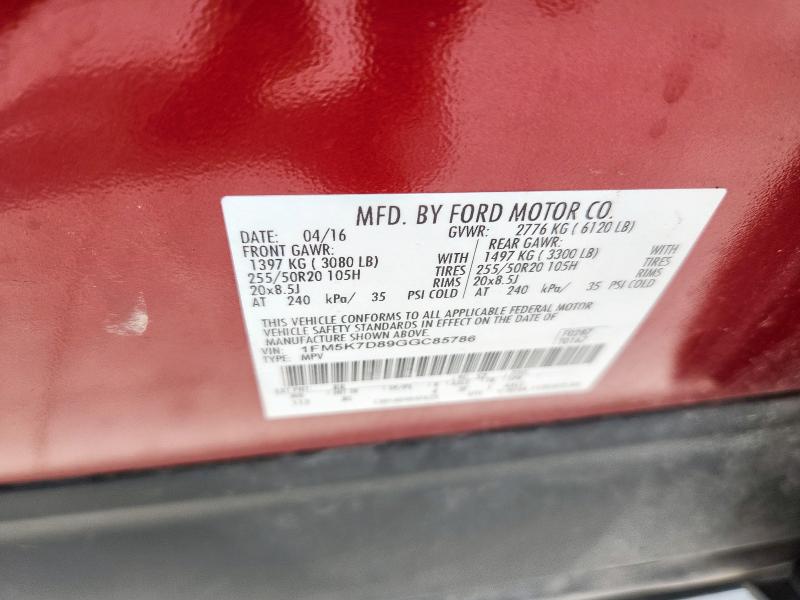 MFD. BY FORD MOTOR CO.
DATE: 04/16 GVWR: 2776 KG ( 6120 LB)
FRONT GAWR: REAR GAWR:
1397 KG ( 3080 LB) WITH 1497 KG ( 3300 LB) WITH
255/50R20 105H TIRES 255/50R20 105H TIRES
20x8.5J RIMS 20x8.5J RIMS
AT 240 kPa/ 35 PSI COLD AT 240 kPa/ 35 PSI COLD
THIS VEHICLE CONFORMS TO ALL APPLICABLE FEDERAL MOTOR
VEHICLE SAFETY STANDARDS IN EFFECT ON THE DATE OF
MANUFACTURE SHOWN ABOVE.
VIN: 1FM5K7D89GGC85786
TYPE: MPV